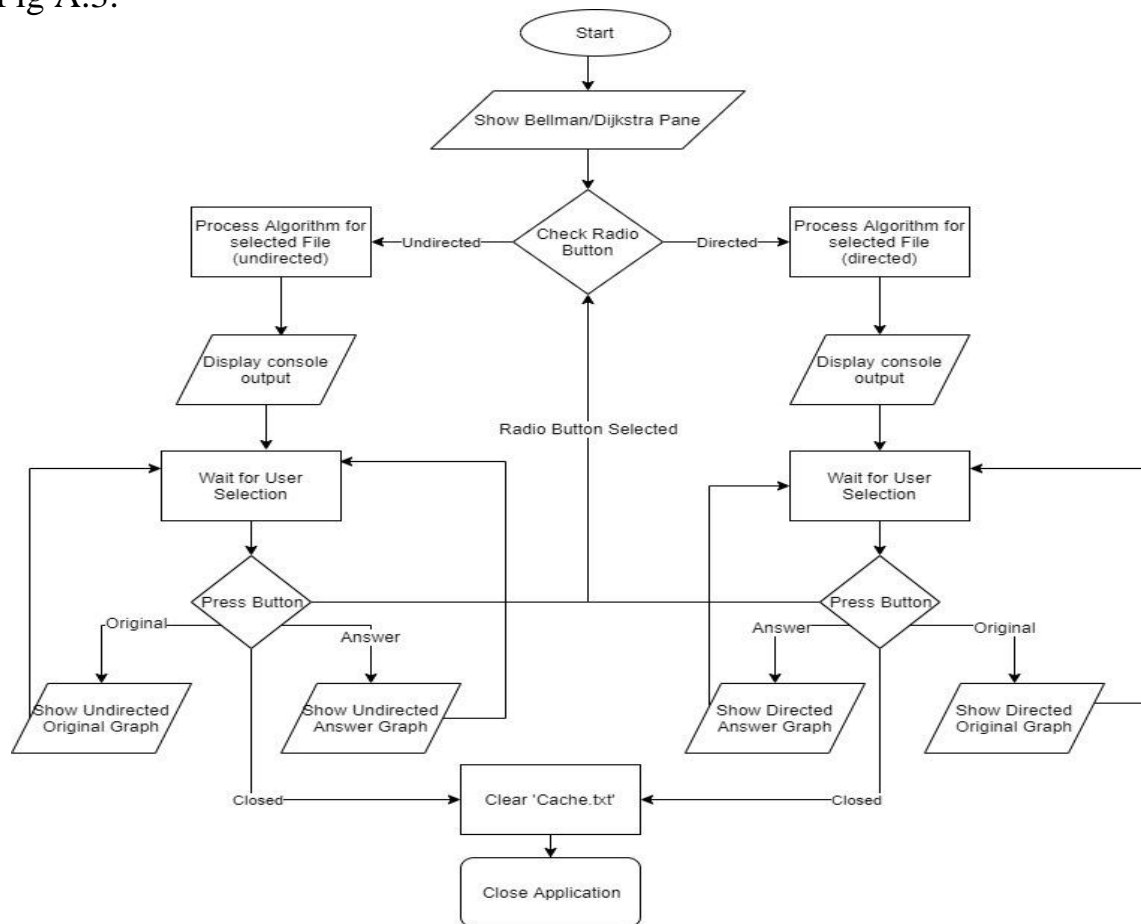 Fig A.3:
Start
Show Bellman/Dijkstra Pane
Check Radio
Button
Undirected
Directed
Process Algorithm for
selected File
(undirected)
Process Algorithm for
selected File
(directed)
Display console
output
Display console
output
Radio Button Selected
Wait for User
Selection
Wait for User
Selection
Press Button
Press Button
Original
Answer
Answer
Original
Show Undirected
Original Graph
Show Undirected
Answer Graph
Show Directed
Answer Graph
Show Directed
Original Graph
Closed
Clear 'Cache.txt'
Closed
Close Application